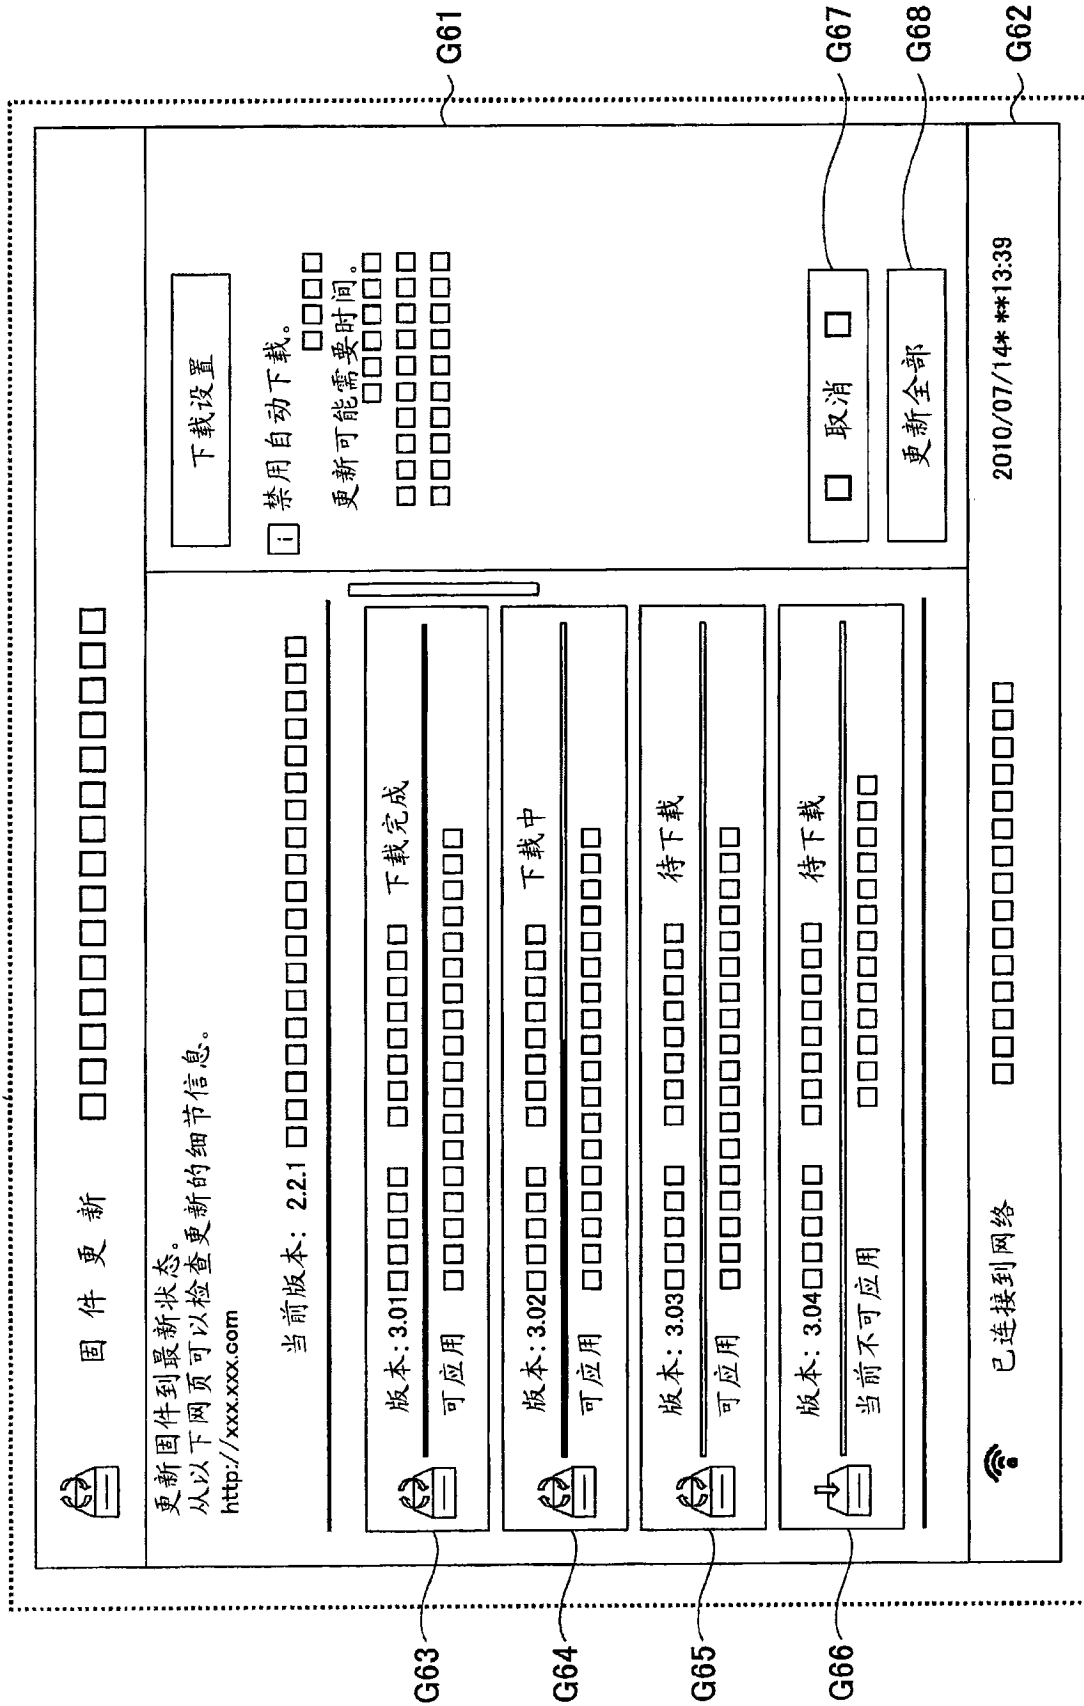 固件更新 □□□□□□□□□□□□□□□
更新固件到最新状态。
从以下网页可以检查更新的细节信息。
http://xxx.xxx.com
当前版本: 2.2.1 □□□□□□□□□□□□□□□□□□□
版本: 3.01□□□□□ □□□□□□□□ 下载完成
可应用 □□□□□□□□□□□□□□□□□□
版本: 3.02□□□□□ □□□□□□□□ 下载中
可应用 □□□□□□□□□□□□□□□□□□
版本: 3.03□□□□□ □□□□□□□□ 待下载
可应用 □□□□□□□□□□□□□□□□□□
版本: 3.04□□□□□ □□□□□□□□ 待下载
当前不可应用 □□□□□□□□□□□□□
下载设置
i 禁用自动下载。
□□□□
更新可能需要时间。
□□□□□□
□□□□□□□□□□
□□□□□□□□□□
□ 取消 □
更新全部
已连接到网络 □□□□□□□□□□□□□□□ 2010/07/14* **13:39
G61
G67
G68
G62
G63
G64
G65
G66